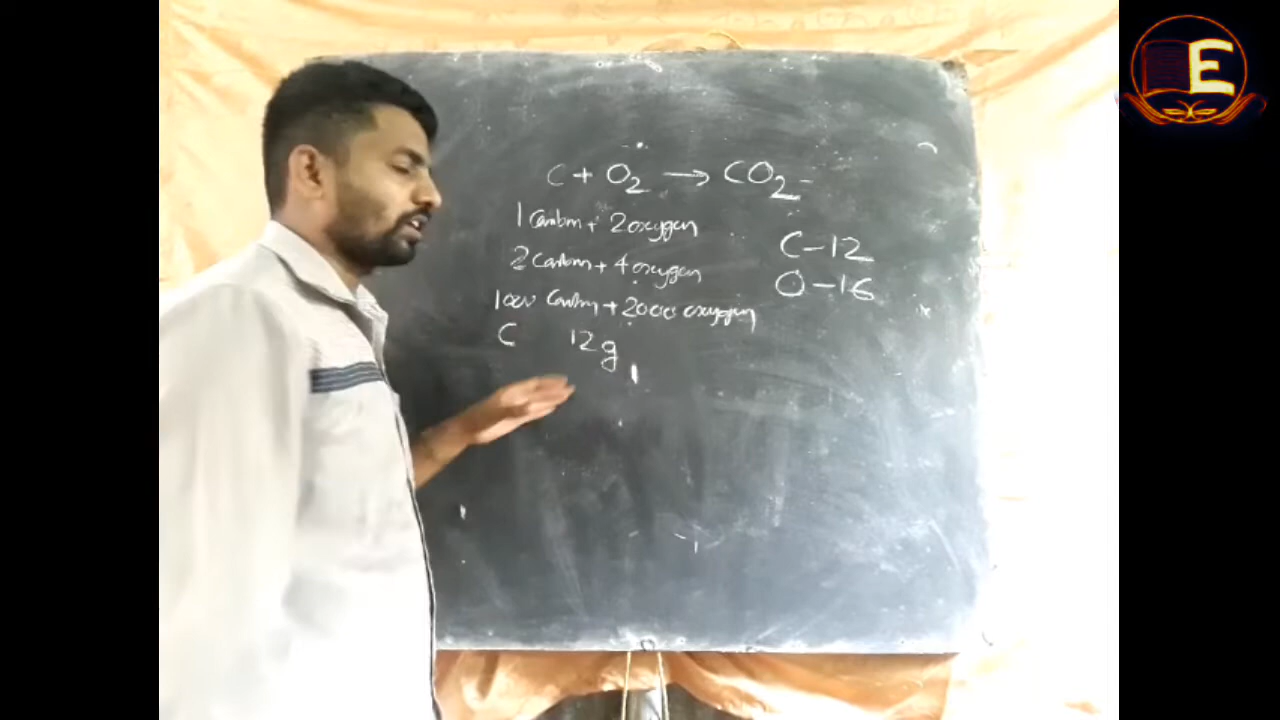 E
C + O2 → CO2
1 Carbon + 2 oxygen
2 Carbon + 4 oxygen
1000 Carbon + 2000 oxygen
C 12g
C - 12
O - 16